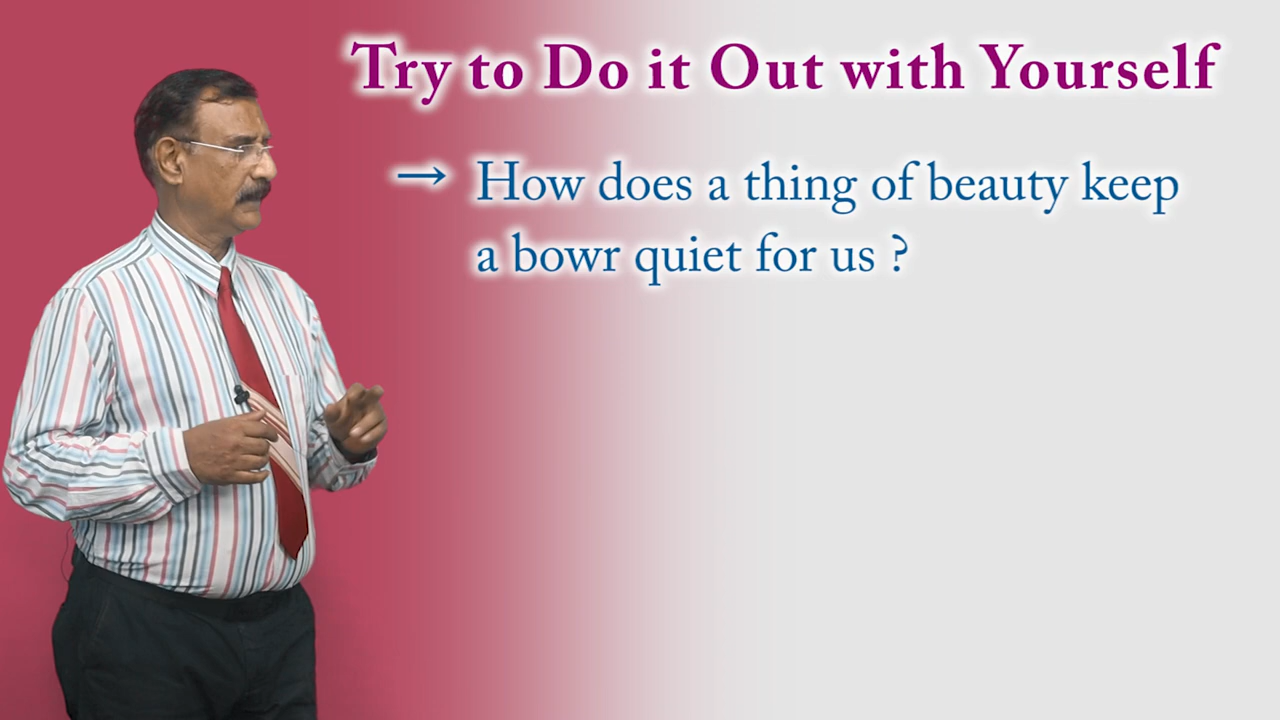 Try to Do it Out with Yourself
→ How does a thing of beauty keep
a bowr quiet for us ?